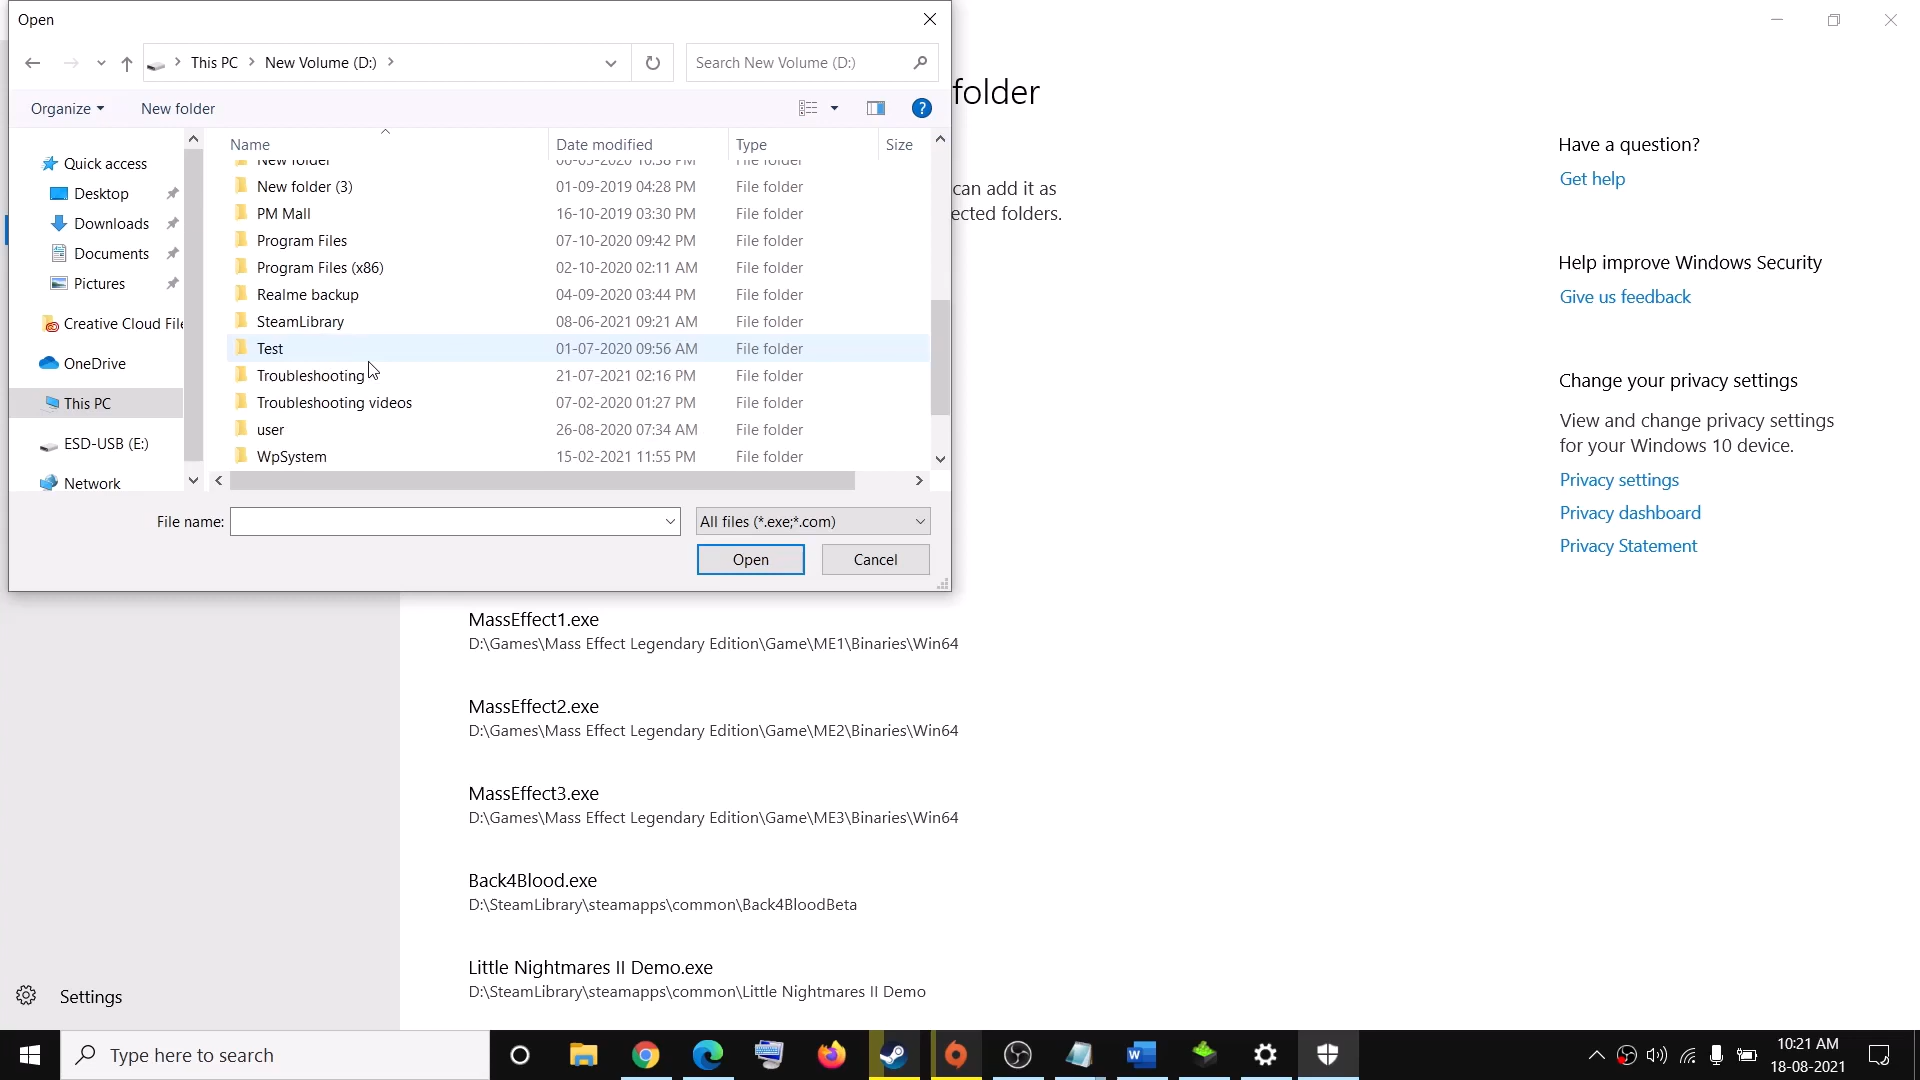 Open
This PC
New Volume (D:)
Search New Volume (D:)
Organize
New folder
Name
Date modified
Type
Size
New folder
06-05-2020 10:38 PM
File folder
New folder (3)
01-09-2019 04:28 PM
File folder
PM Mall
16-10-2019 03:30 PM
File folder
Program Files
07-10-2020 09:42 PM
File folder
Program Files (x86)
02-10-2020 02:11 AM
File folder
Realme backup
04-09-2020 03:44 PM
File folder
SteamLibrary
08-06-2021 09:21 AM
File folder
Test
01-07-2020 09:56 AM
File folder
Troubleshooting
21-07-2021 02:16 PM
File folder
Troubleshooting videos
07-02-2020 01:27 PM
File folder
user
26-08-2020 07:34 AM
File folder
WpSystem
15-02-2021 11:55 PM
File folder
Quick access
Desktop
Downloads
Documents
Pictures
Creative Cloud File
OneDrive
This PC
ESD-USB (E:)
Network
File name:
All files (*.exe;*.com)
Open
Cancel
folder
can add it as
ected folders.
MassEffect1.exe
D:\Games\Mass Effect Legendary Edition\Game\ME1\Binaries\Win64
MassEffect2.exe
D:\Games\Mass Effect Legendary Edition\Game\ME2\Binaries\Win64
MassEffect3.exe
D:\Games\Mass Effect Legendary Edition\Game\ME3\Binaries\Win64
Back4Blood.exe
D:\SteamLibrary\steamapps\common\Back4BloodBeta
Little Nightmares II Demo.exe
D:\SteamLibrary\steamapps\common\Little Nightmares II Demo
Have a question?
Get help
Help improve Windows Security
Give us feedback
Change your privacy settings
View and change privacy settings
for your Windows 10 device.
Privacy settings
Privacy dashboard
Privacy Statement
Settings
Type here to search
10:21 AM
18-08-2021